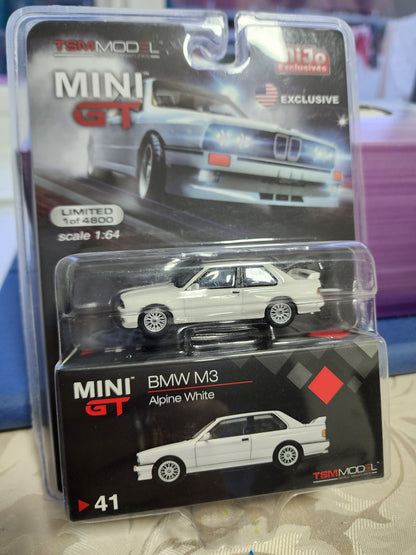 TSMMODEL
MiJo
Exclusives
MINI
GT
EXCLUSIVE
LIMITED
1 of 4800
scale 1:64
MINI
GT
BMW M3
Alpine White
TSMMODEL
41